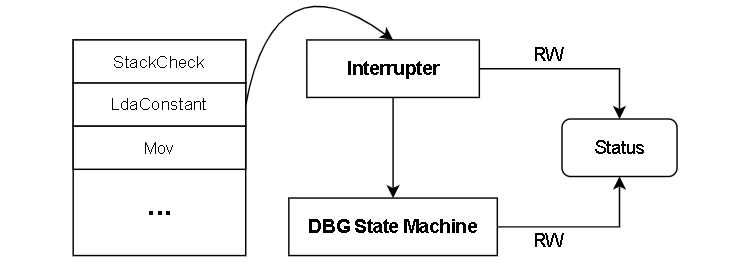 StackCheck
LdaConstant
Mov
...
Interrupter
RW
Status
DBG State Machine
RW